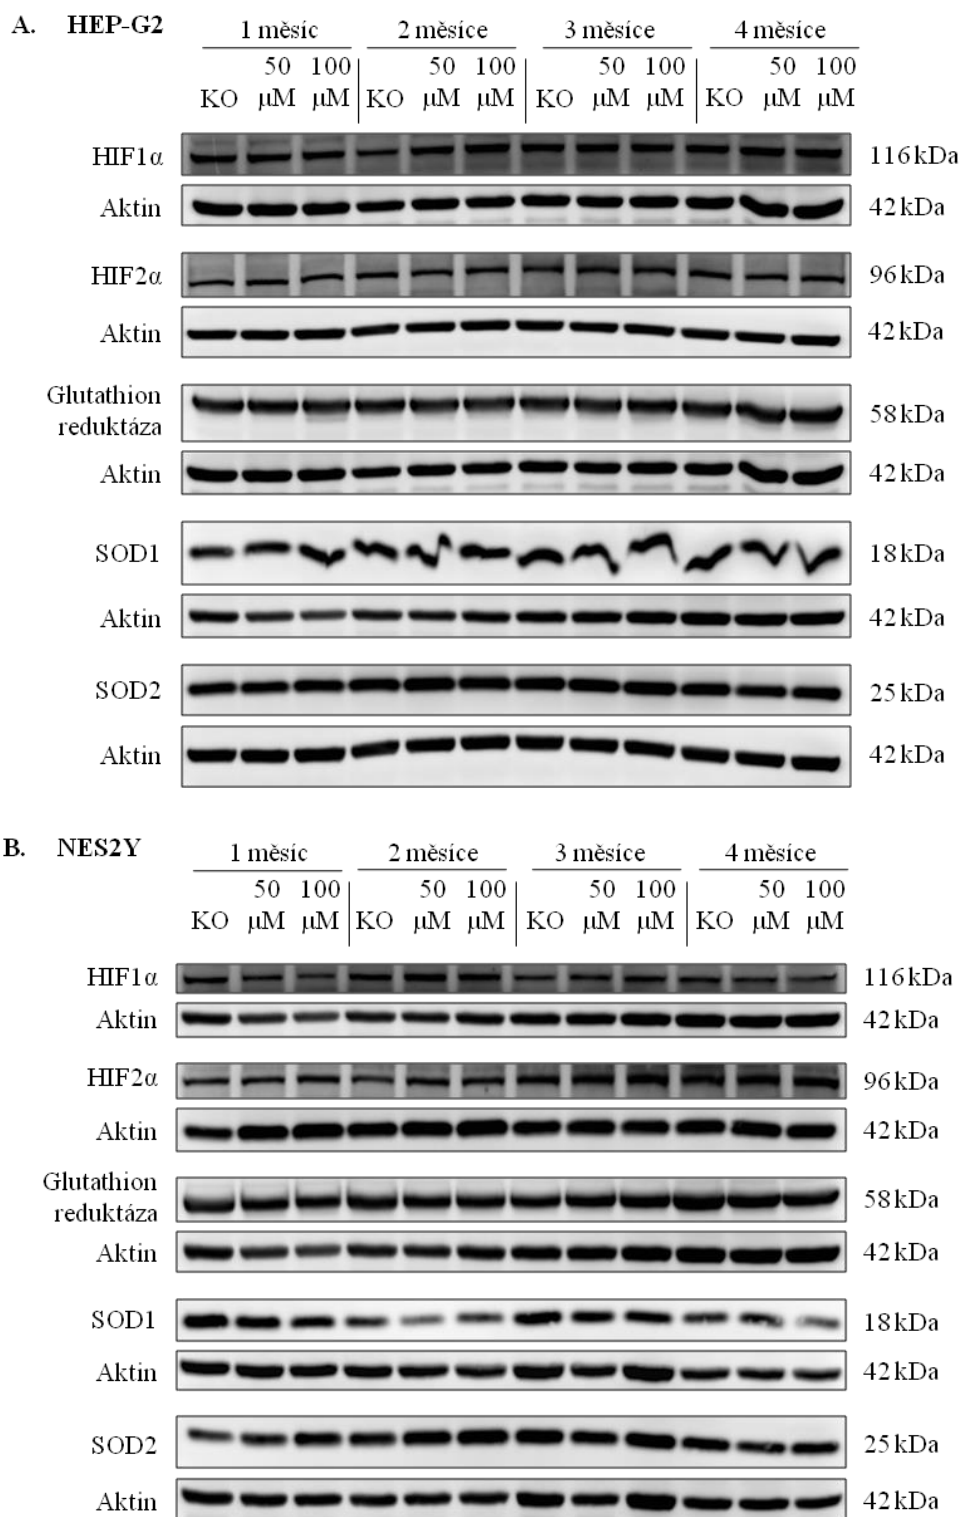 A. HEP-G2
1 měsíc 2 měsíce 3 měsíce 4 měsíce
50 100 50 100 50 100 50 100
KO µM µM KO µM µM KO µM µM KO µM µM
HIF1α 116 kDa
Aktin 42 kDa
HIF2α 96 kDa
Aktin 42 kDa
Glutathion
reduktáza 58 kDa
Aktin 42 kDa
SOD1 18 kDa
Aktin 42 kDa
SOD2 25 kDa
Aktin 42 kDa
B. NES2Y
1 měsíc 2 měsíce 3 měsíce 4 měsíce
50 100 50 100 50 100 50 100
KO µM µM KO µM µM KO µM µM KO µM µM
HIF1α 116 kDa
Aktin 42 kDa
HIF2α 96 kDa
Aktin 42 kDa
Glutathion
reduktáza 58 kDa
Aktin 42 kDa
SOD1 18 kDa
Aktin 42 kDa
SOD2 25 kDa
Aktin 42 kDa